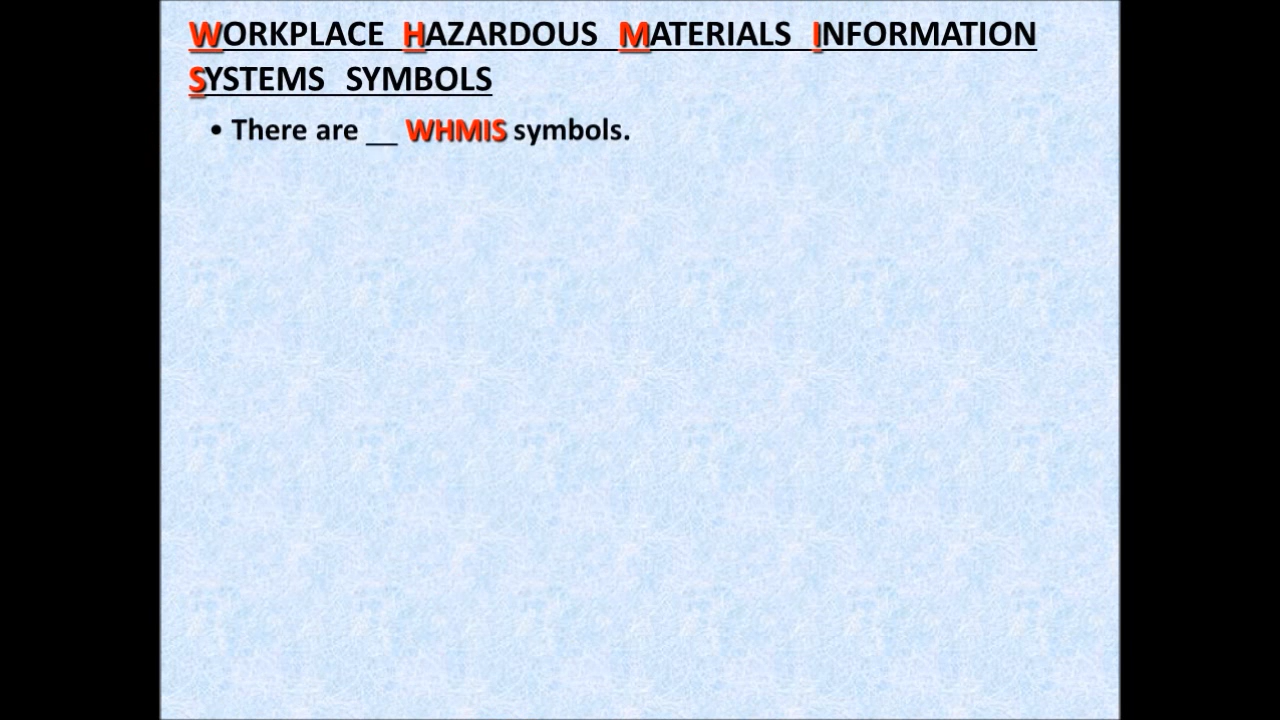 WORKPLACE HAZARDOUS MATERIALS INFORMATION
SYSTEMS SYMBOLS
• There are __ WHMIS symbols.